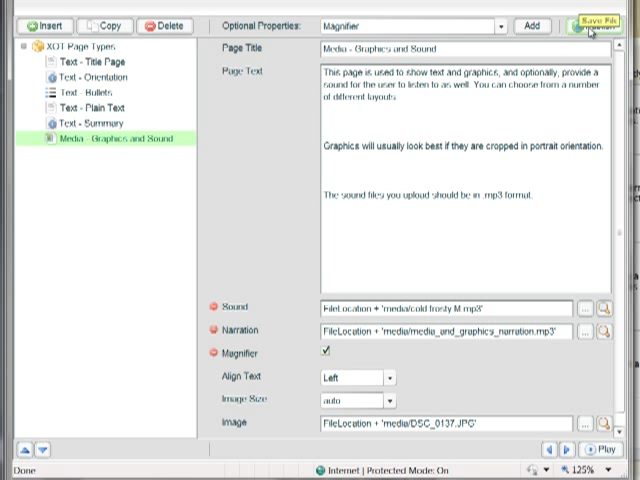 Insert
Copy
Delete
Optional Properties:
Magnifier
Add
Save File
XOT Page Types
Text - Title Page
Text - Orientation
Text - Bullets
Text - Plain Text
Text - Summary
Media - Graphics and Sound
Page Title
Media - Graphics and Sound
Page Text
This page is used to show text and graphics, and optionally, provide a
sound for the user to listen to as well. You can choose from a number
of different layouts.
Graphics will usually look best if they are cropped in portrait orientation.
The sound files you upload should be in .mp3 format.
Sound
FileLocation + 'media/cold frosty M.mp3'
...
Narration
FileLocation + 'media/media_and_graphics_narration.mp3'
...
Magnifier
Align Text
Left
Image Size
auto
Image
FileLocation + 'media/DSC_0137.JPG'
...
Play
Done
Internet | Protected Mode: On
125%